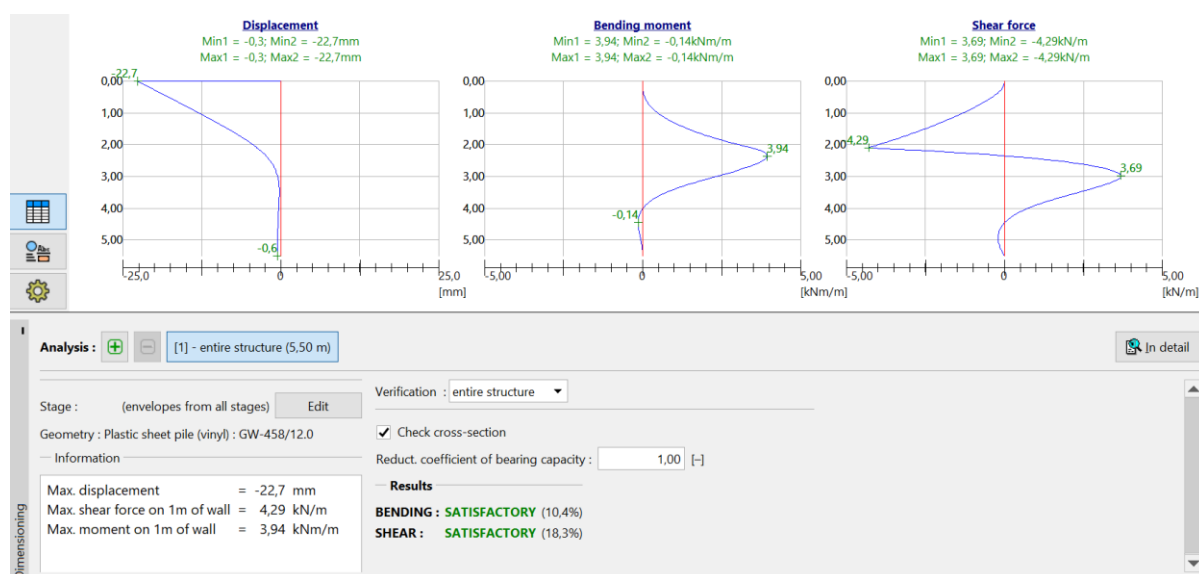 Displacement
Min1 = -0,3; Min2 = -22,7mm
Max1 = -0,3; Max2 = -22,7mm
-22,7
0,00
1,00
2,00
3,00
4,00
5,00
-0,6
-25,0 0 25,0
[mm]
Bending moment
Min1 = 3,94; Min2 = -0,14kNm/m
Max1 = 3,94; Max2 = -0,14kNm/m
0,00
1,00
2,00
3,94
3,00
4,00
-0,14
5,00
-5,00 0 5,00
[kNm/m]
Shear force
Min1 = 3,69; Min2 = -4,29kN/m
Max1 = 3,69; Max2 = -4,29kN/m
0,00
1,00
2,00
-4,29
3,00
3,69
4,00
5,00
-5,00 0 5,00
[kN/m]
Analysis : [1] - entire structure (5,50 m) In detail
Verification : entire structure
Stage : (envelopes from all stages) Edit
Geometry : Plastic sheet pile (vinyl) : GW-458/12.0
Check cross-section
Information
Reduct. coefficient of bearing capacity : 1,00 [–]
Max. displacement = -22,7 mm
Max. shear force on 1m of wall = 4,29 kN/m
Max. moment on 1m of wall = 3,94 kNm/m
Results
BENDING : SATISFACTORY (10,4%)
SHEAR : SATISFACTORY (18,3%)
Dimensioning